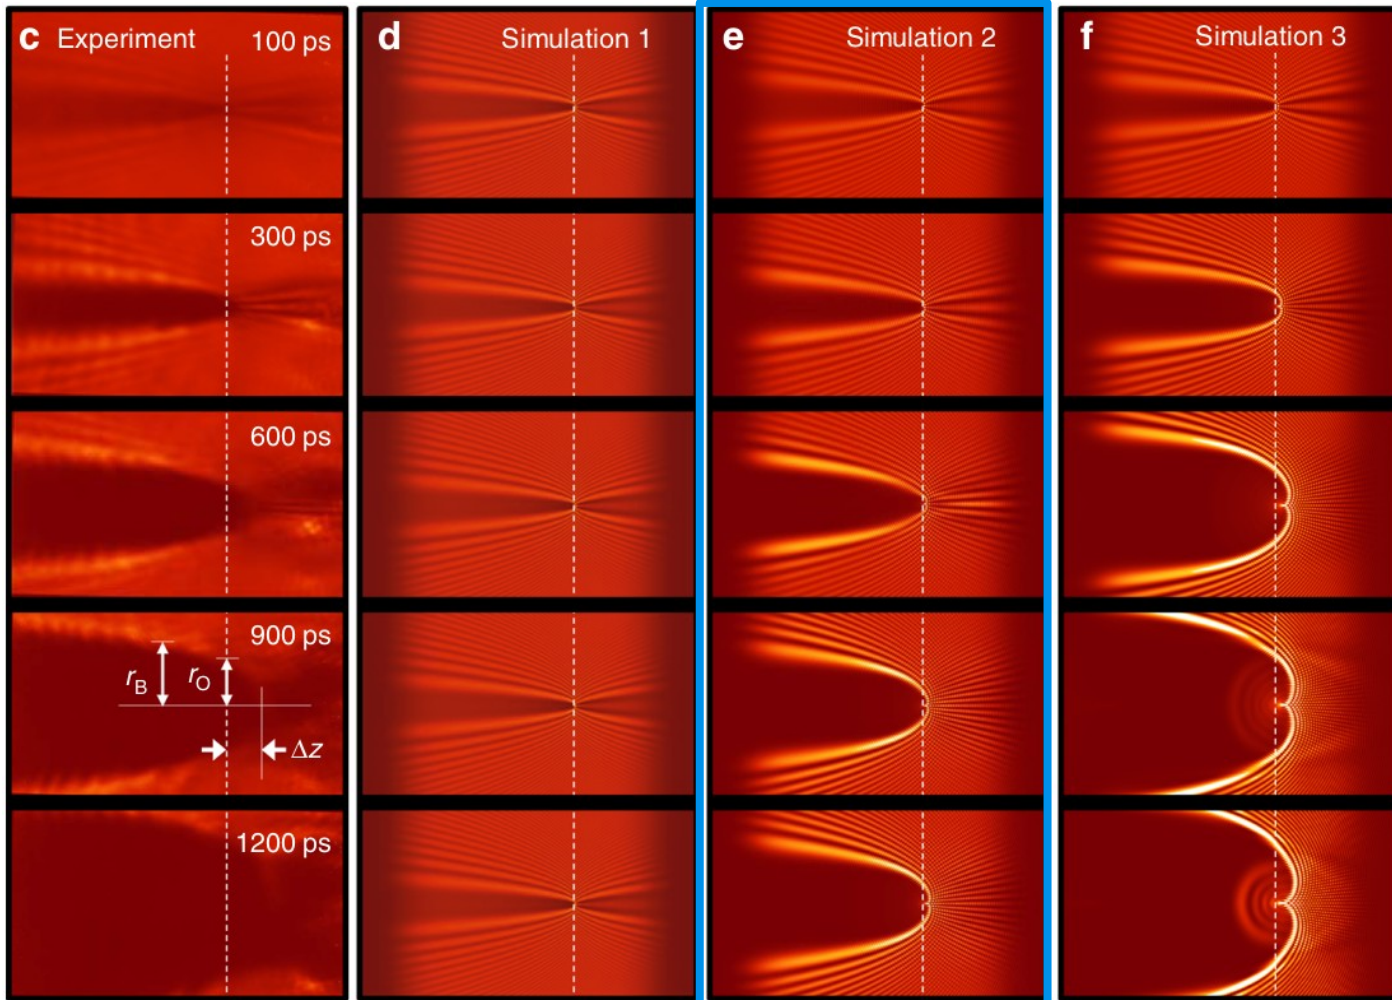 c Experiment 100 ps
d Simulation 1
e Simulation 2
f Simulation 3
300 ps
600 ps
900 ps
rB
rO
Δz
1200 ps